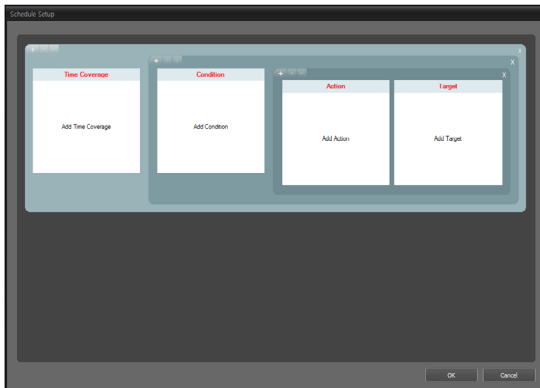 Schedule Setup
+
x
+
X
+
X
Time Coverage
Condition
Action
Target
Add Time Coverage
Add Condition
Add Action
Add Target
OK
Cancel